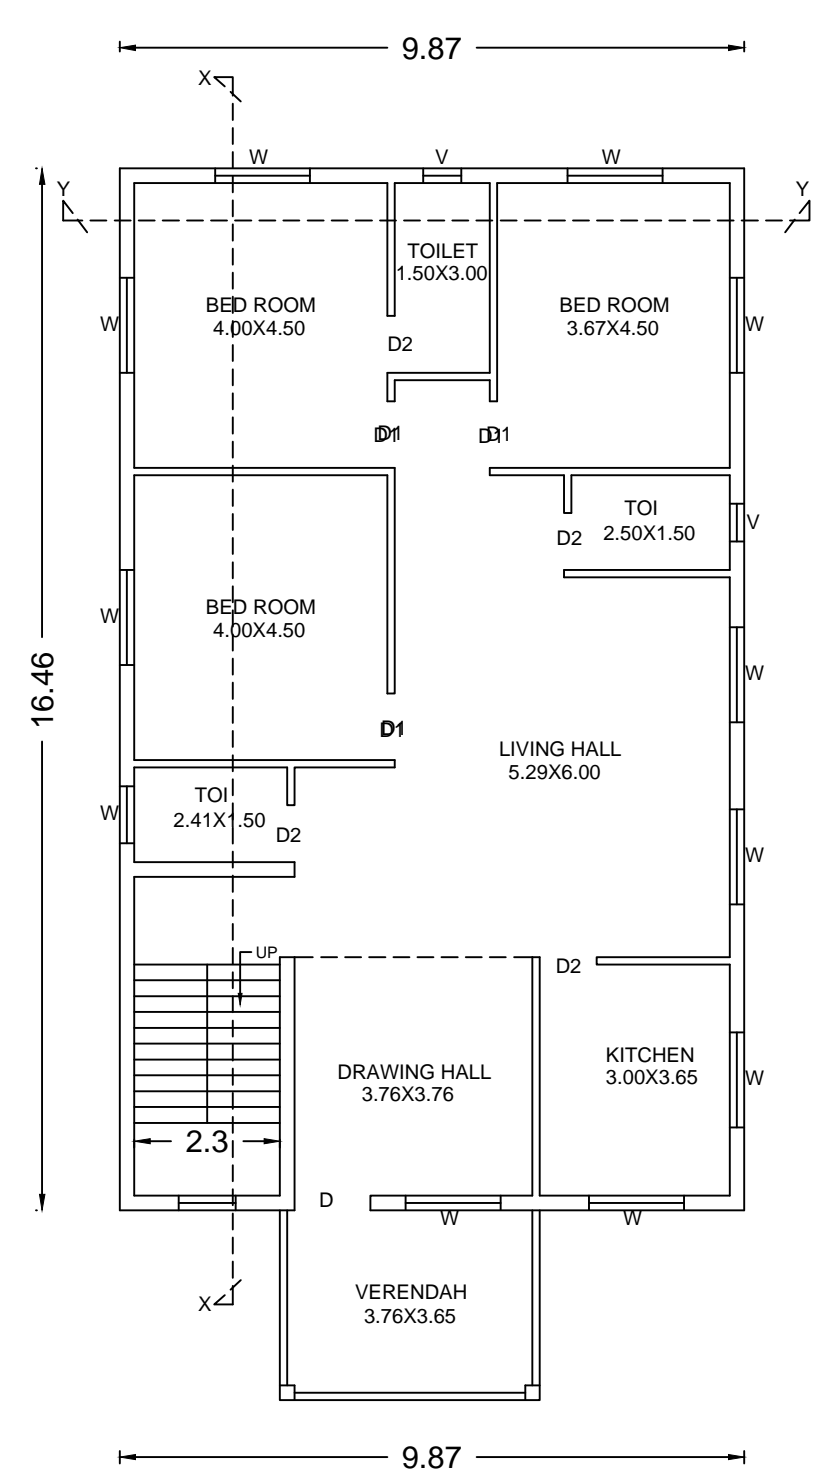 9.87
X
W
V
W
Y
Y
TOILET
1.50X3.00
BED ROOM
4.00X4.50
BED ROOM
3.67X4.50
W
W
D2
D1
D1
D1
D1
TOI
2.50X1.50
V
D2
BED ROOM
4.00X4.50
W
W
16.46
D1
D1
LIVING HALL
5.29X6.00
TOI
2.41X1.50
W
D2
W
UP
D2
DRAWING HALL
3.76X3.76
KITCHEN
3.00X3.65
W
2.3
D
W
W
VERENDAH
3.76X3.65
X
9.87